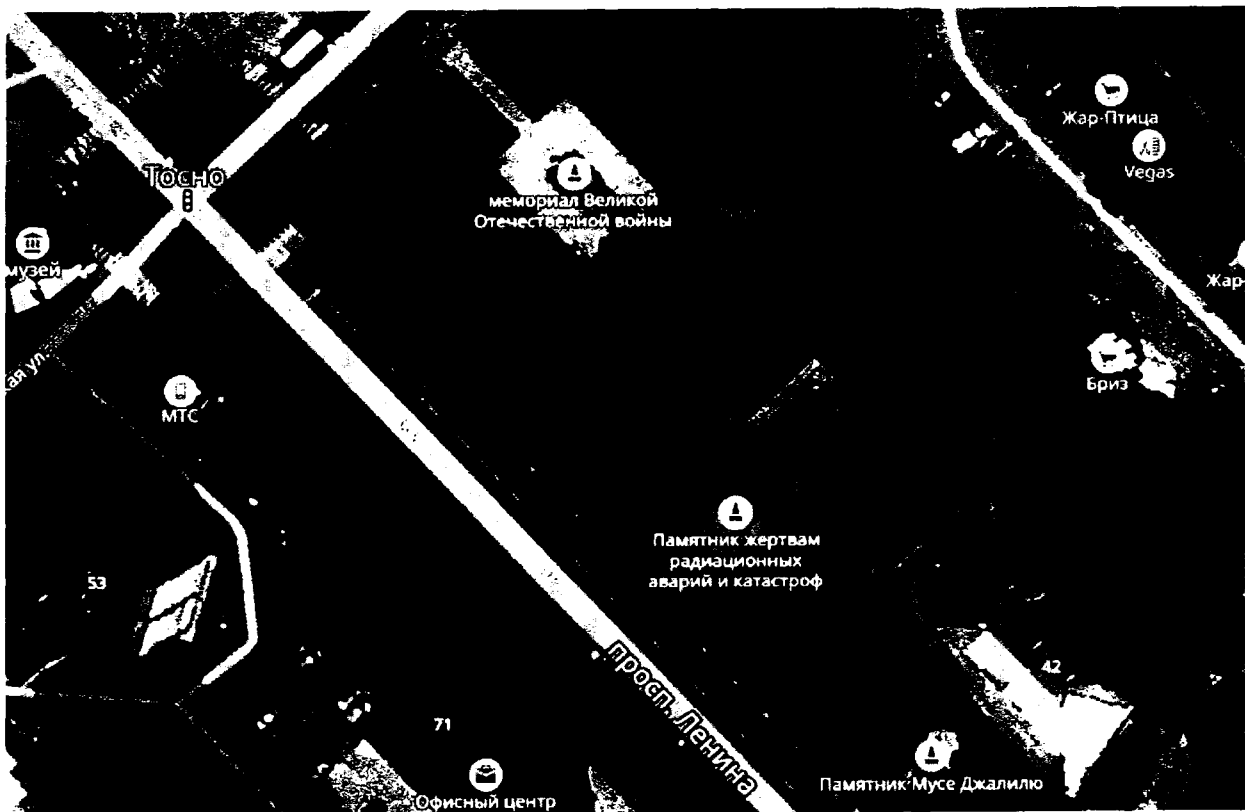 Жар-Птица
Vegas
Тосно
мемориал Великой
Отечественной войны
музей
Жар-
кая ул.
Бриз
МТС
Памятник жертвам
радиационных
аварий и катастроф
53
42
просп. Ленина
71
Памятник Мусе Джалилю
Офисный центр